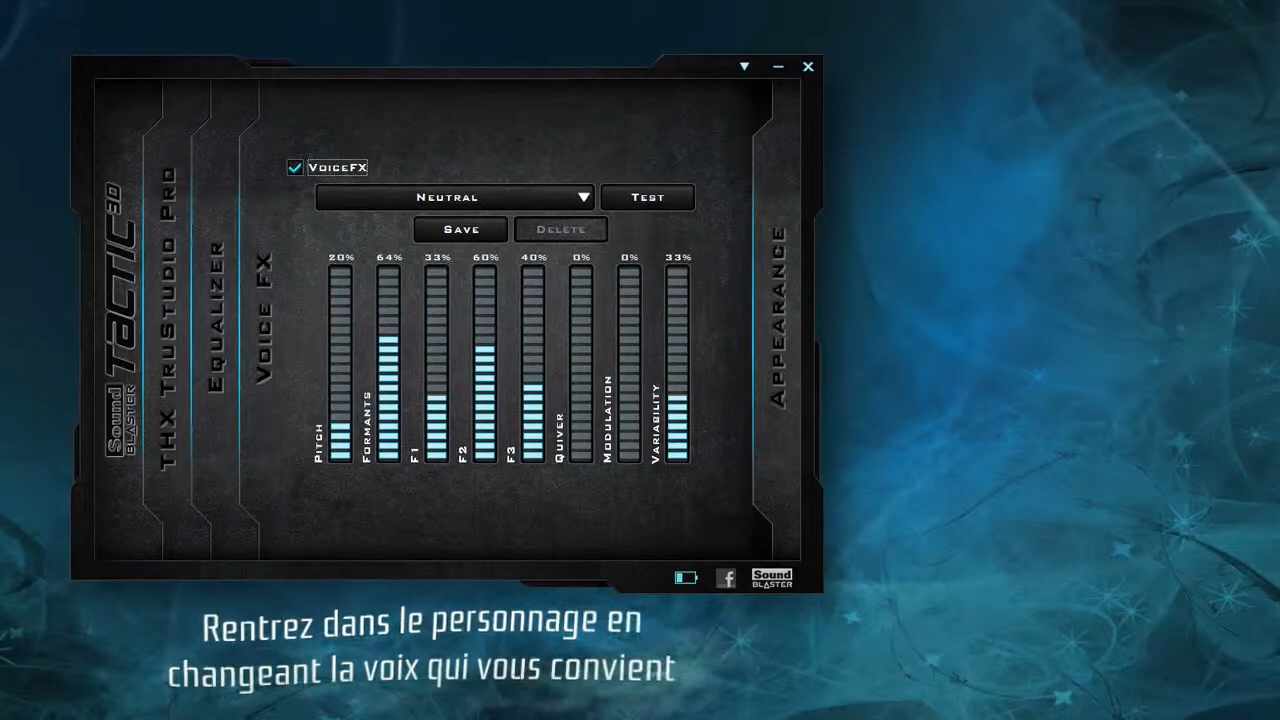 VoiceFX
Neutral
Test
Save
Delete
20% 64% 33% 60% 40% 0% 0% 33%
Pitch
Formants
F1
F2
F3
Quiver
Modulation
Variability
Sound BLASTER TACTIC 3D
THX TruStudio Pro
Equalizer
Voice FX
Appearance
f
Sound
BLASTER
Rentrez dans le personnage en
changeant la voix qui vous convient